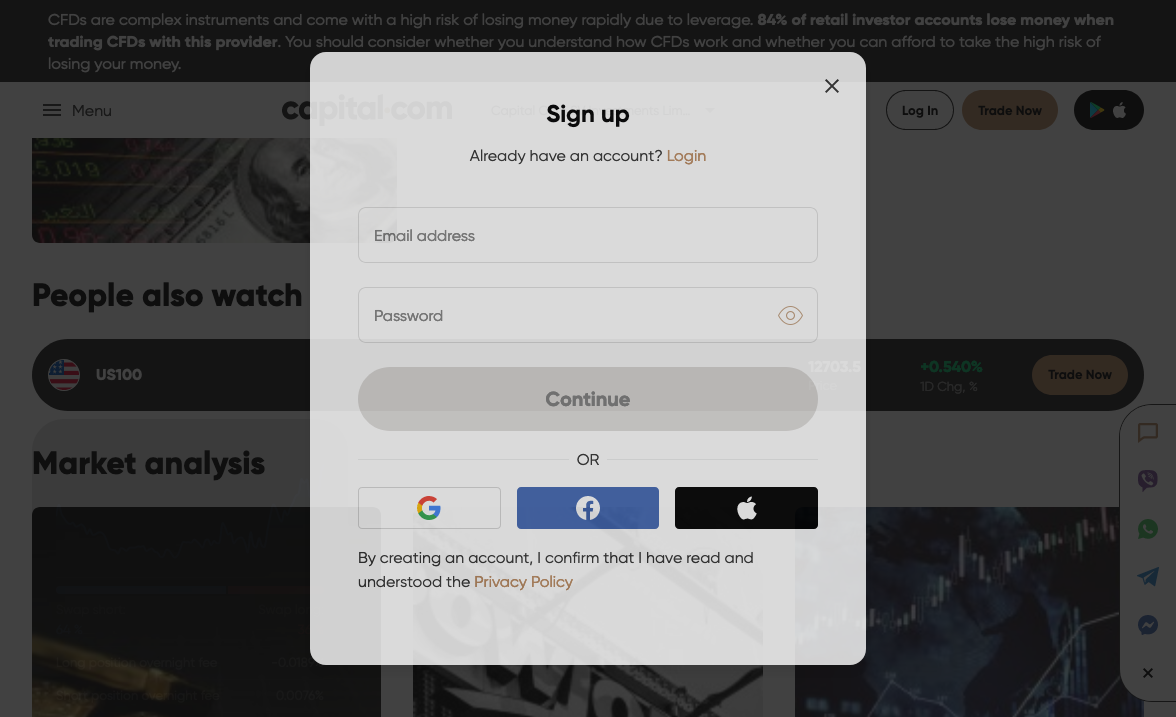 CFDs are complex instruments and come with a high risk of losing money rapidly due to leverage. 84% of retail investor accounts lose money when
trading CFDs with this provider. You should consider whether you understand how CFDs work and whether you can afford to take the high risk of
losing your money.
Menu
capital.com
Log In
Trade Now
Sign up
Already have an account? Login
Email address
Password
People also watch
US100
12703.5
+0.540%
1D Chg, %
Trade Now
Continue
OR
Market analysis
By creating an account, I confirm that I have read and
understood the Privacy Policy